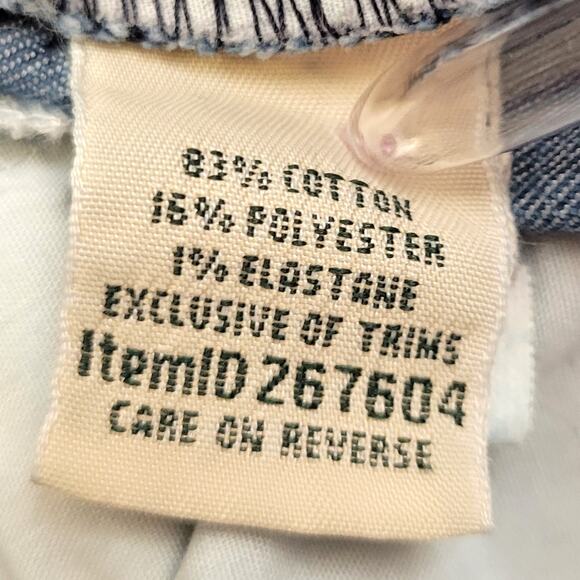 83% COTTON
16% POLYESTER
1% ELASTANE
EXCLUSIVE OF TRIMS
ItemID 267604
CARE ON REVERSE